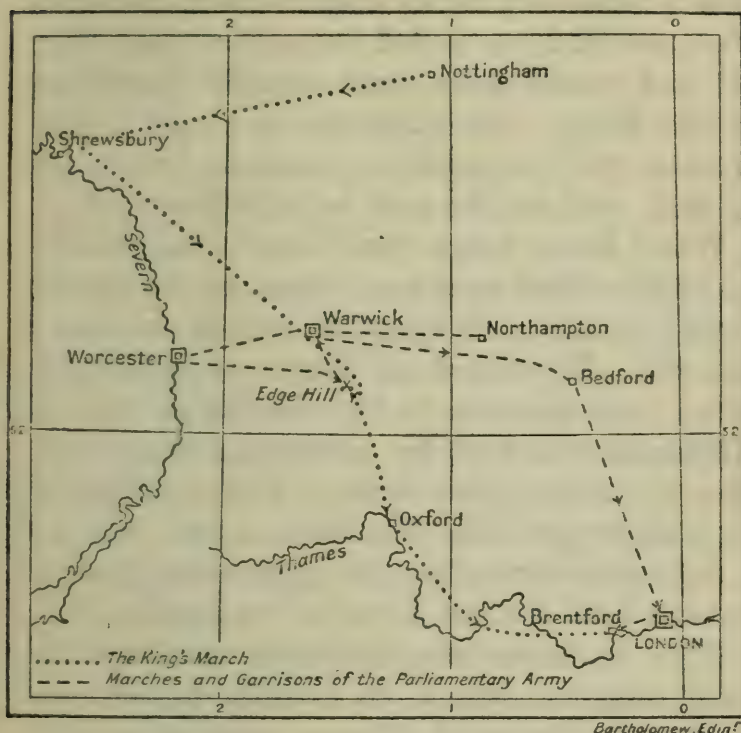 2 1 0
Nottingham
Shrewsbury
Severn
Warwick
Northampton
Worcester
Bedford
Edge Hill
52 52
Oxford
Thames
Brentford
LONDON
The King's March
Marches and Garrisons of the Parliamentary Army
2 1 0
Bartholomew, Edinr.